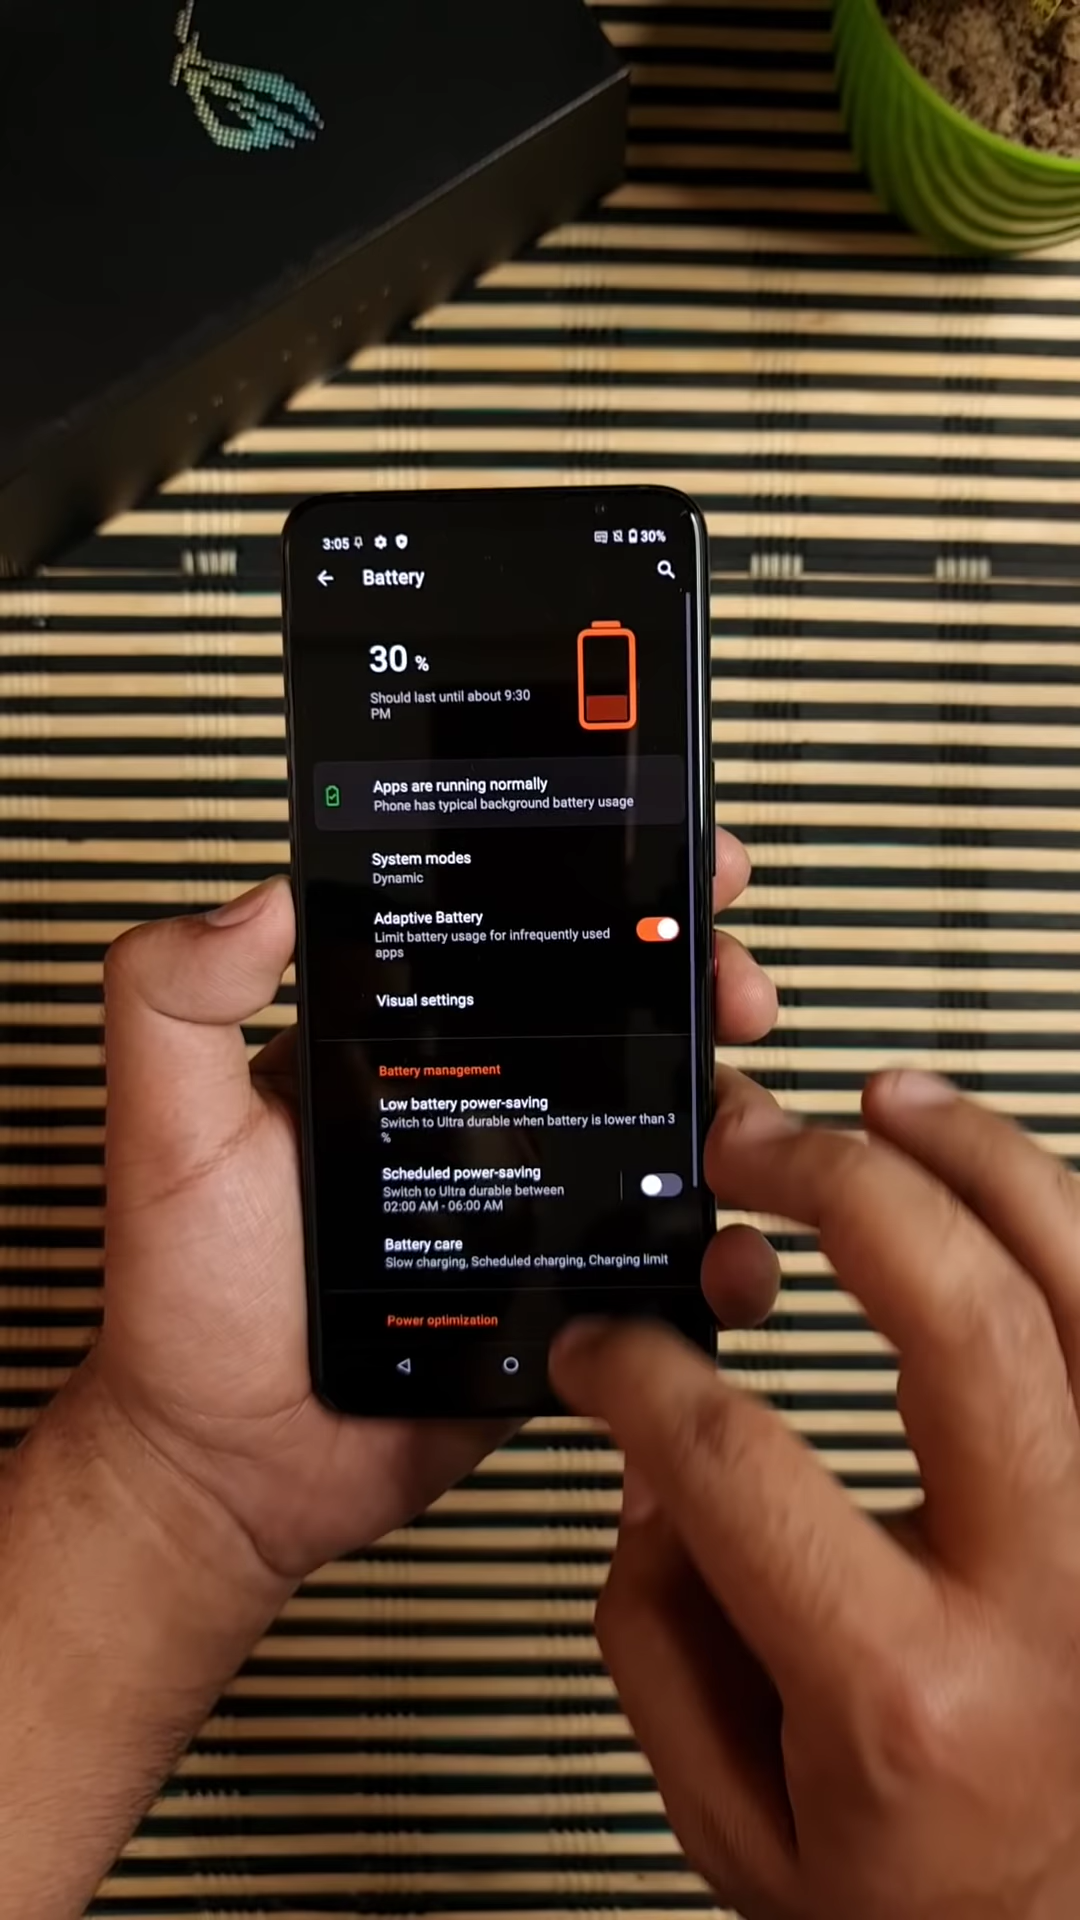 3:05
30%
Battery
30 %
Should last until about 9:30
PM
Apps are running normally
Phone has typical background battery usage
System modes
Dynamic
Adaptive Battery
Limit battery usage for infrequently used
apps
Visual settings
Battery management
Low battery power-saving
Switch to Ultra durable when battery is lower than 3
%
Scheduled power-saving
Switch to Ultra durable between
02:00 AM - 06:00 AM
Battery care
Slow charging, Scheduled charging, Charging limit
Power optimization